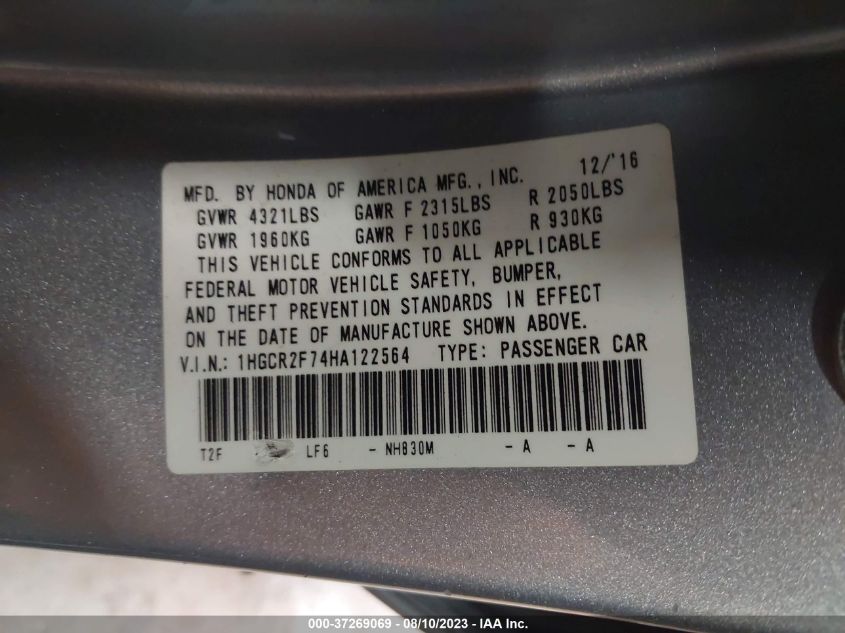 MFD. BY HONDA OF AMERICA MFG., INC. 12/'16
GVWR 4321LBS GAWR F 2315LBS R 2050LBS
GVWR 1960KG GAWR F 1050KG R 930KG
THIS VEHICLE CONFORMS TO ALL APPLICABLE
FEDERAL MOTOR VEHICLE SAFETY, BUMPER,
AND THEFT PREVENTION STANDARDS IN EFFECT
ON THE DATE OF MANUFACTURE SHOWN ABOVE.
V.I.N.: 1HGCR2F74HA122564 TYPE: PASSENGER CAR
T2F LF6 - NH830M - A - A
000-37269069 - 08/10/2023 - IAA Inc.